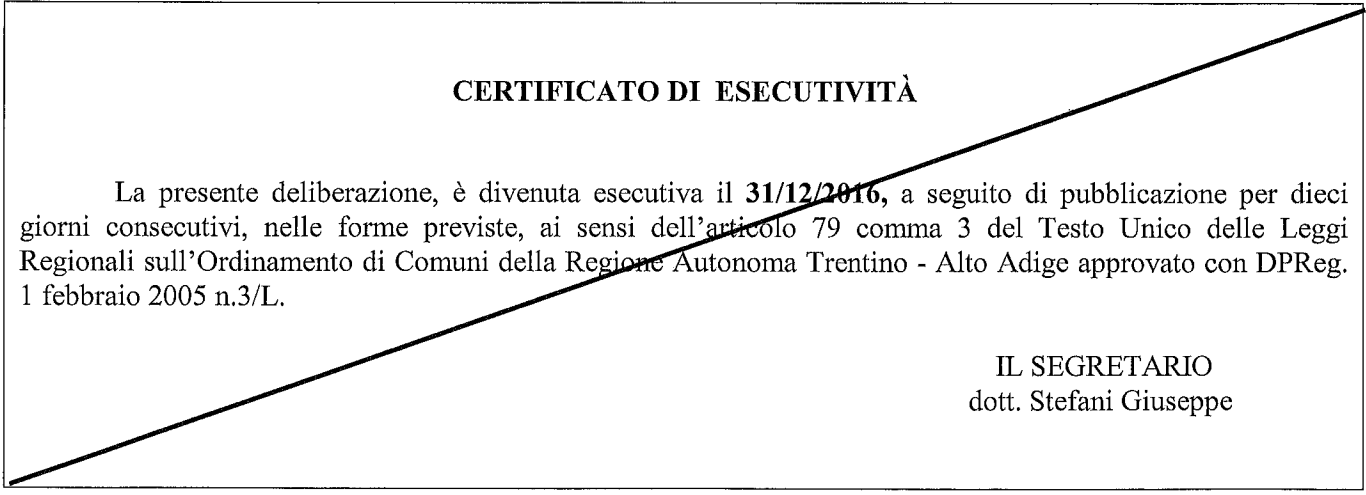 CERTIFICATO DI ESECUTIVITÀ
La presente deliberazione, è divenuta esecutiva il 31/12/2016, a seguito di pubblicazione per dieci
giorni consecutivi, nelle forme previste, ai sensi dell'articolo 79 comma 3 del Testo Unico delle Leggi
Regionali sull'Ordinamento di Comuni della Regione Autonoma Trentino - Alto Adige approvato con DPReg.
1 febbraio 2005 n.3/L.
IL SEGRETARIO
dott. Stefani Giuseppe